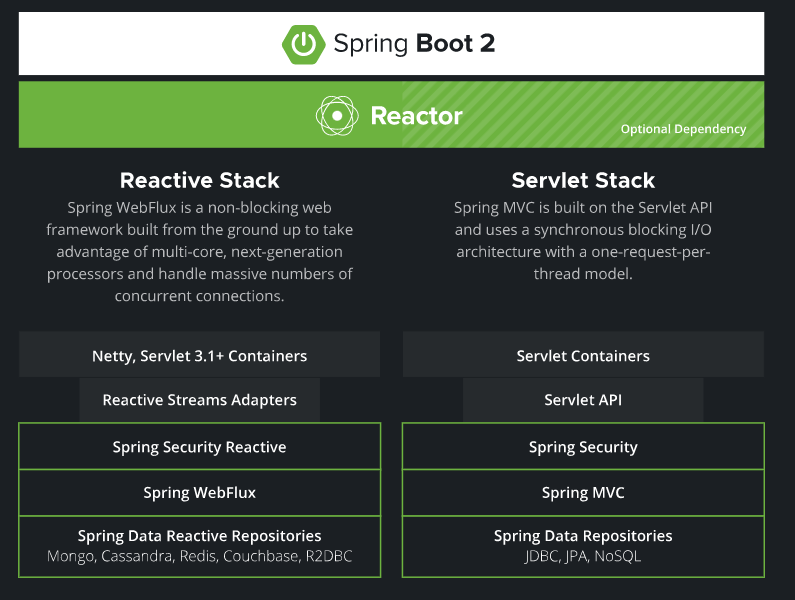 Spring Boot 2
Reactor
Optional Dependency
Reactive Stack
Spring WebFlux is a non-blocking web
framework built from the ground up to take
advantage of multi-core, next-generation
processors and handle massive numbers of
concurrent connections.
Servlet Stack
Spring MVC is built on the Servlet API
and uses a synchronous blocking I/O
architecture with a one-request-per-
thread model.
Netty, Servlet 3.1+ Containers
Reactive Streams Adapters
Spring Security Reactive
Spring WebFlux
Spring Data Reactive Repositories
Mongo, Cassandra, Redis, Couchbase, R2DBC
Servlet Containers
Servlet API
Spring Security
Spring MVC
Spring Data Repositories
JDBC, JPA, NoSQL